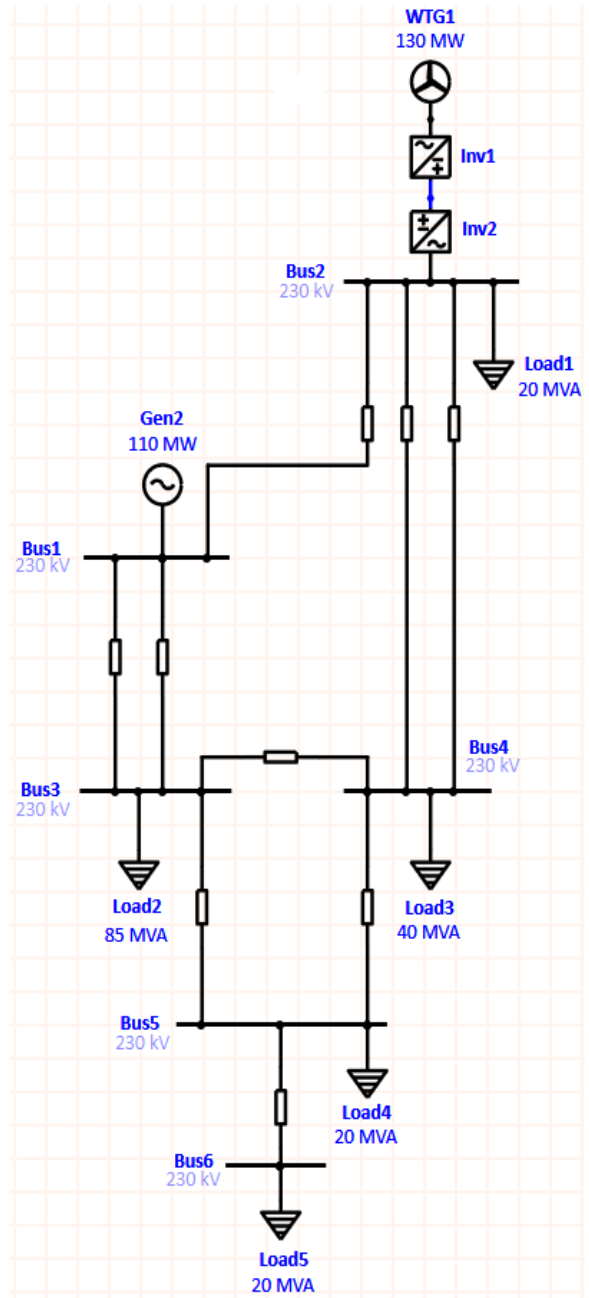 WTG1
130 MW
Inv1
Inv2
Bus2
230 kV
Load1
20 MVA
Gen2
110 MW
Bus1
230 kV
Bus4
230 kV
Bus3
230 kV
Load2
85 MVA
Load3
40 MVA
Bus5
230 kV
Load4
20 MVA
Bus6
230 kV
Load5
20 MVA